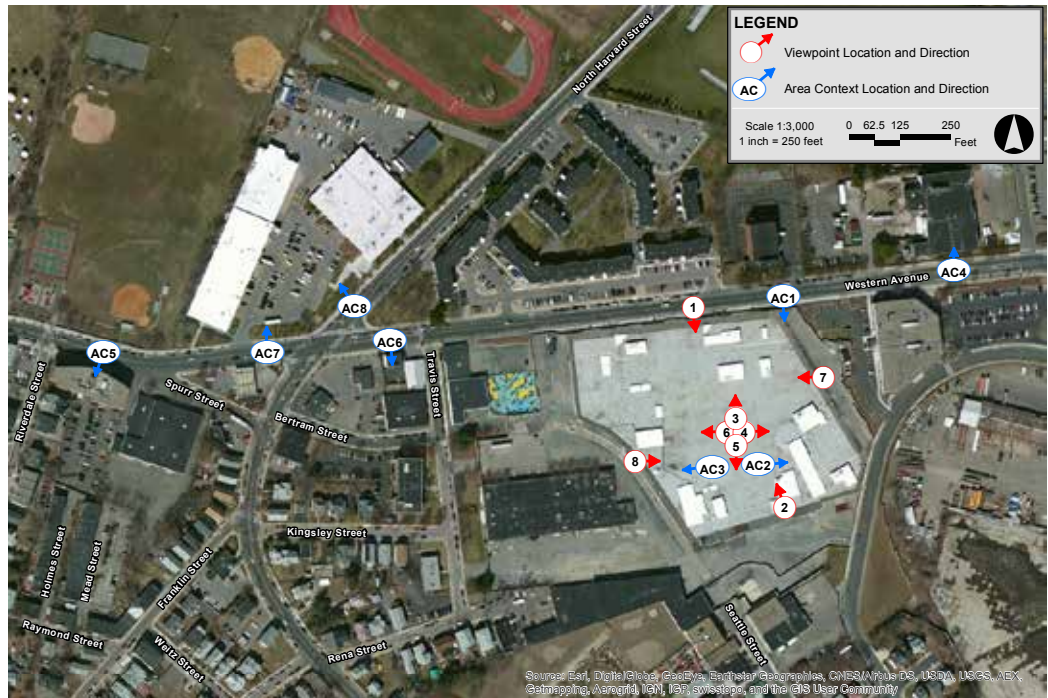 LEGEND
Viewpoint Location and Direction
AC
Area Context Location and Direction
Scale 1:3,000
1 inch = 250 feet
0 62.5 125 250
Feet
North Harvard Street
Western Avenue
AC4
AC1
1
AC8
AC6
AC7
AC5
Riverdale Street
Spurr Street
Bertram Street
Travis Street
7
3
6
4
5
8
AC3
AC2
2
Kingsley Street
Holmes Street
Mead Street
Franklin Street
Raymond Street
Weitz Street
Rena Street
Seattle Street
Source: Esri, DigitalGlobe, GeoEye, Earthstar Geographics, CNES/Airbus DS, USDA, USGS, AEX,
Getmapping, Aerogrid, IGN, IGP, swisstopo, and the GIS User Community